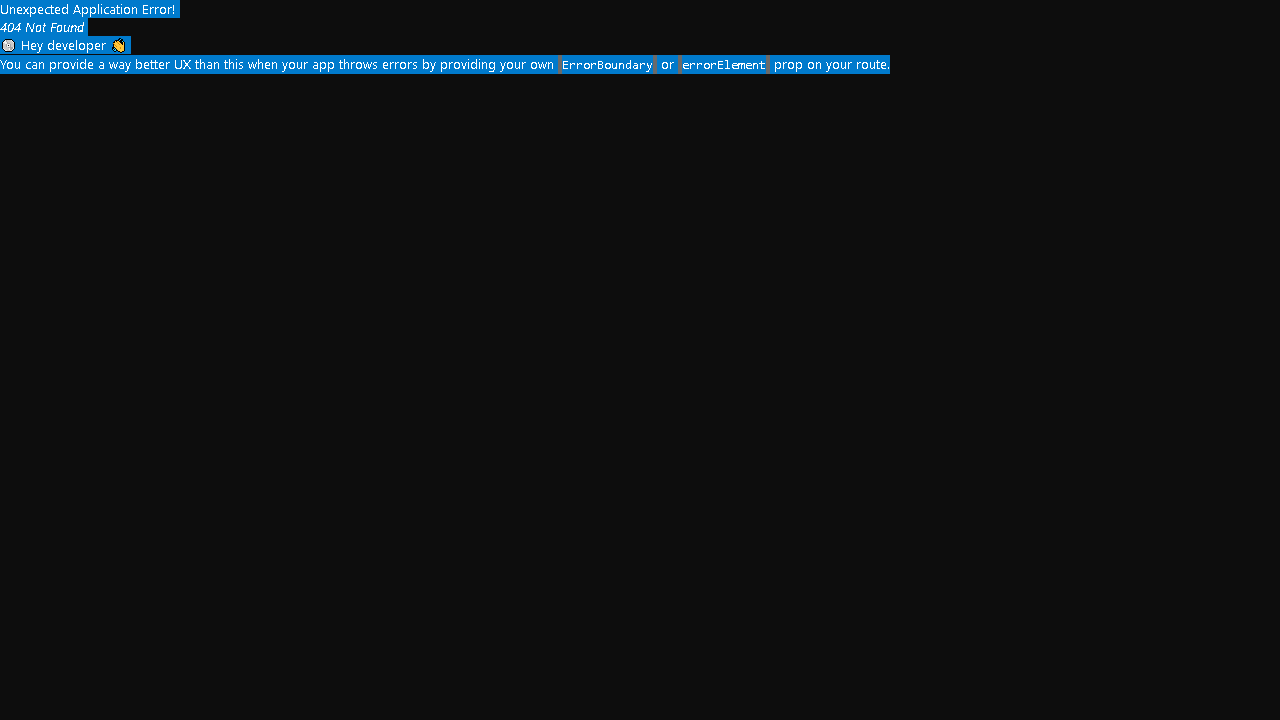 Unexpected Application Error!
404 Not Found
💿 Hey developer 👋
You can provide a way better UX than this when your app throws errors by providing your own ErrorBoundary or errorElement prop on your route.